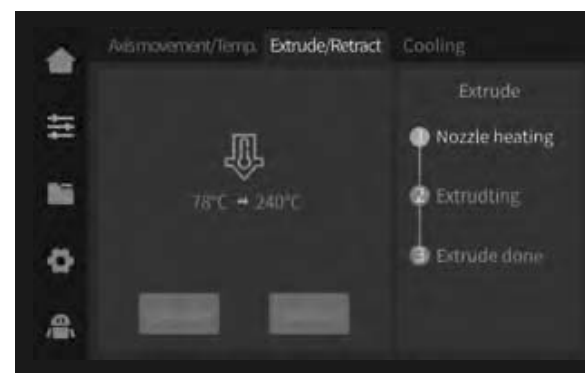 Axis movement/Temp. Extrude/Retract Cooling
Extrude
1 Nozzle heating
78°C → 240°C
2 Extrudting
3 Extrude done